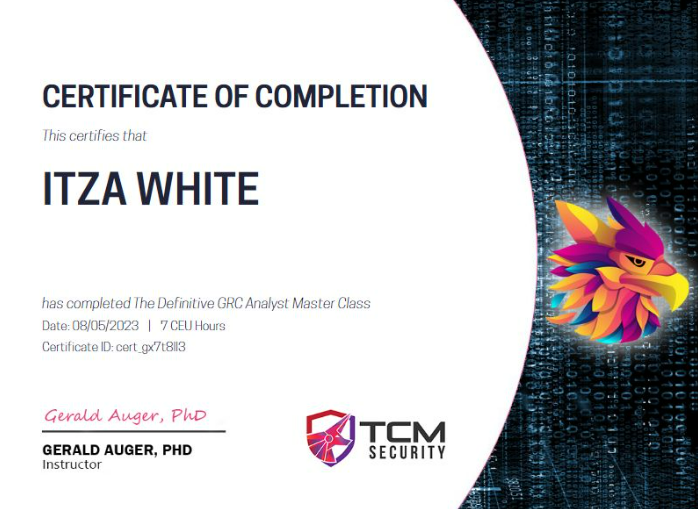 CERTIFICATE OF COMPLETION
This certifies that
ITZA WHITE
has completed The Definitive GRC Analyst Master Class
Date: 08/05/2023 | 7 CEU Hours
Certificate ID: cert_gx7t8ll3
Gerald Auger, PhD
GERALD AUGER, PHD
Instructor
TCM
SECURITY